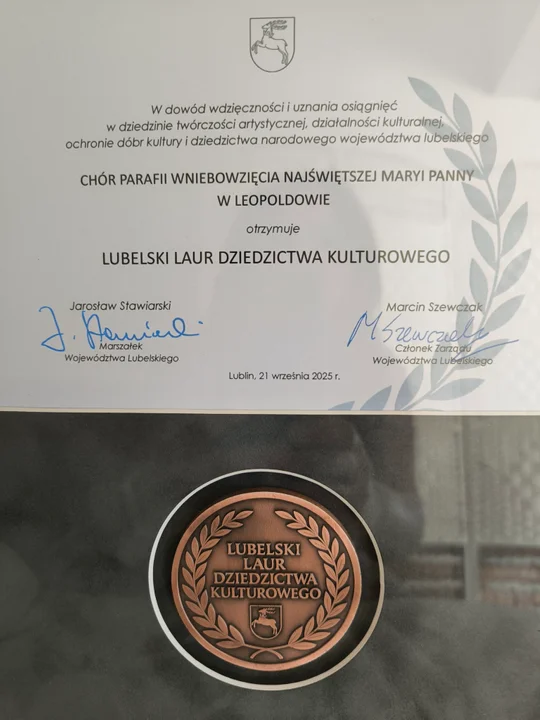 W dowód wdzięczności i uznania osiągnięć
w dziedzinie twórczości artystycznej, działalności kulturalnej,
ochronie dóbr kultury i dziedzictwa narodowego województwa lubelskiego
CHÓR PARAFII WNIEBOWZIĘCIA NAJŚWIĘTSZEJ MARYI PANNY
W LEOPOLDOWIE
otrzymuje
LUBELSKI LAUR DZIEDZICTWA KULTUROWEGO
Jarosław Stawiarski
J. Stawiarski
Marszałek
Województwa Lubelskiego
Marcin Szewczak
M Szewczak
Członek Zarządu
Województwa Lubelskiego
Lublin, 21 września 2025 r.
LUBELSKI
LAUR
DZIEDZICTWA
KULTUROWEGO